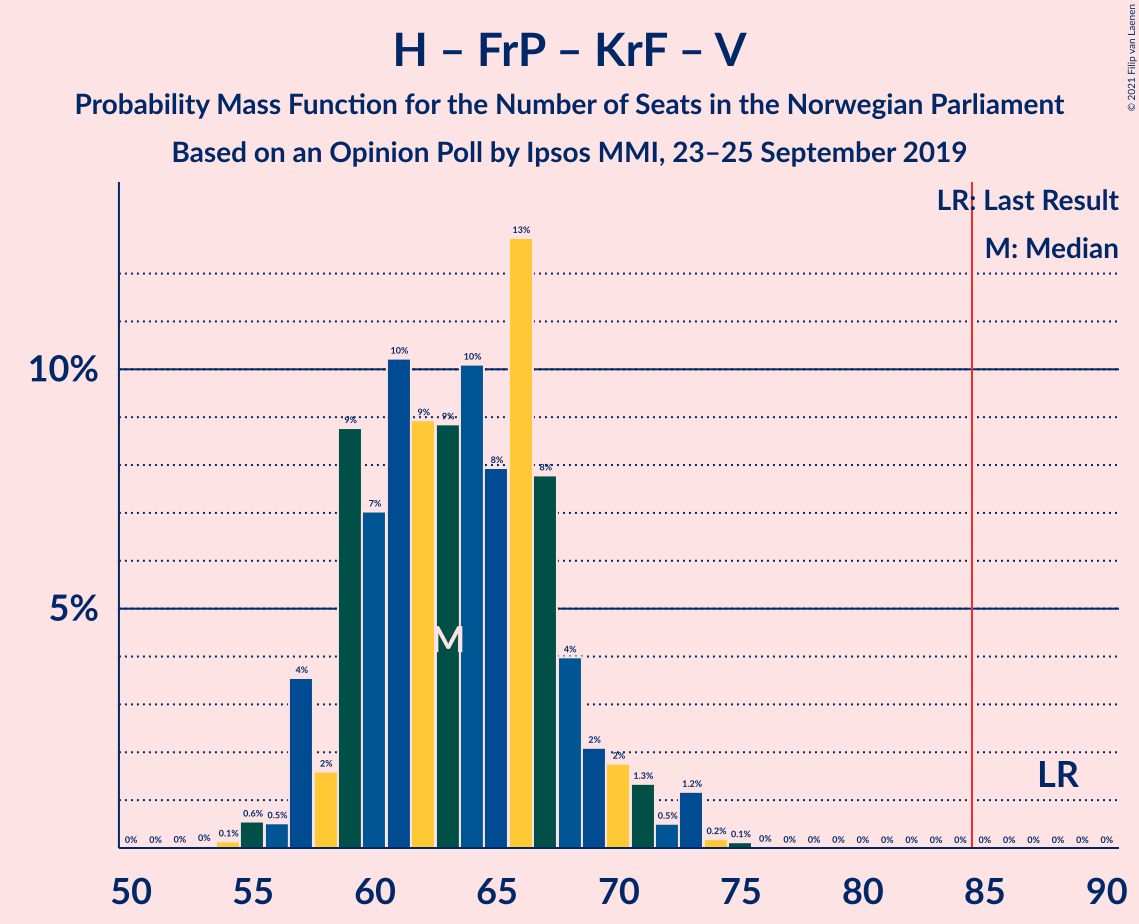 H – FrP – KrF – V
Probability Mass Function for the Number of Seats in the Norwegian Parliament
Based on an Opinion Poll by Ipsos MMI, 23–25 September 2019
© 2021 Filip van Laenen
LR: Last Result
M: Median
10%
5%
0% 0% 0% 0% 0.1% 0.6% 0.5% 4% 2% 9% 7% 10% 9% 9% 10% 8% 13% 8% 4% 2% 2% 1.3% 0.5% 1.2% 0.2% 0.1% 0% 0% 0% 0% 0% 0% 0% 0% 0% 0% 0% 0% 0% 0% 0%
M
LR
50 55 60 65 70 75 80 85 90